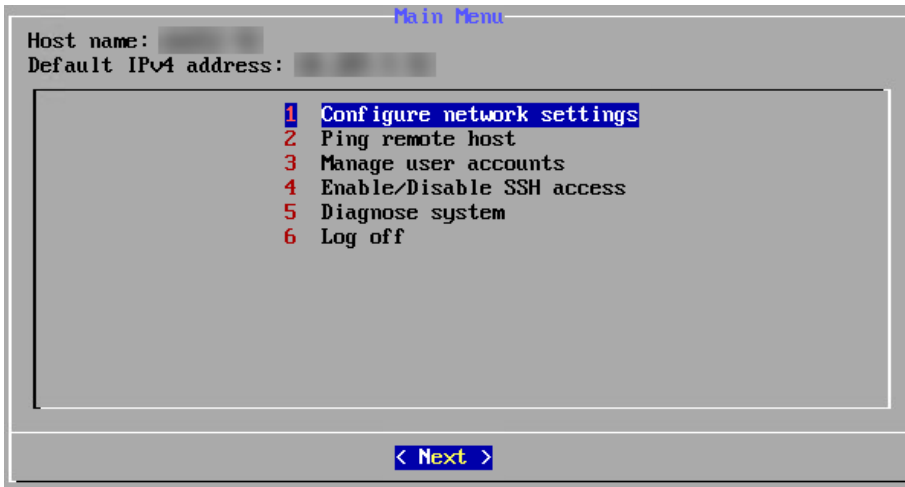 Main Menu
Host name:
Default IPv4 address:
1 Configure network settings
2 Ping remote host
3 Manage user accounts
4 Enable/Disable SSH access
5 Diagnose system
6 Log off
< Next >